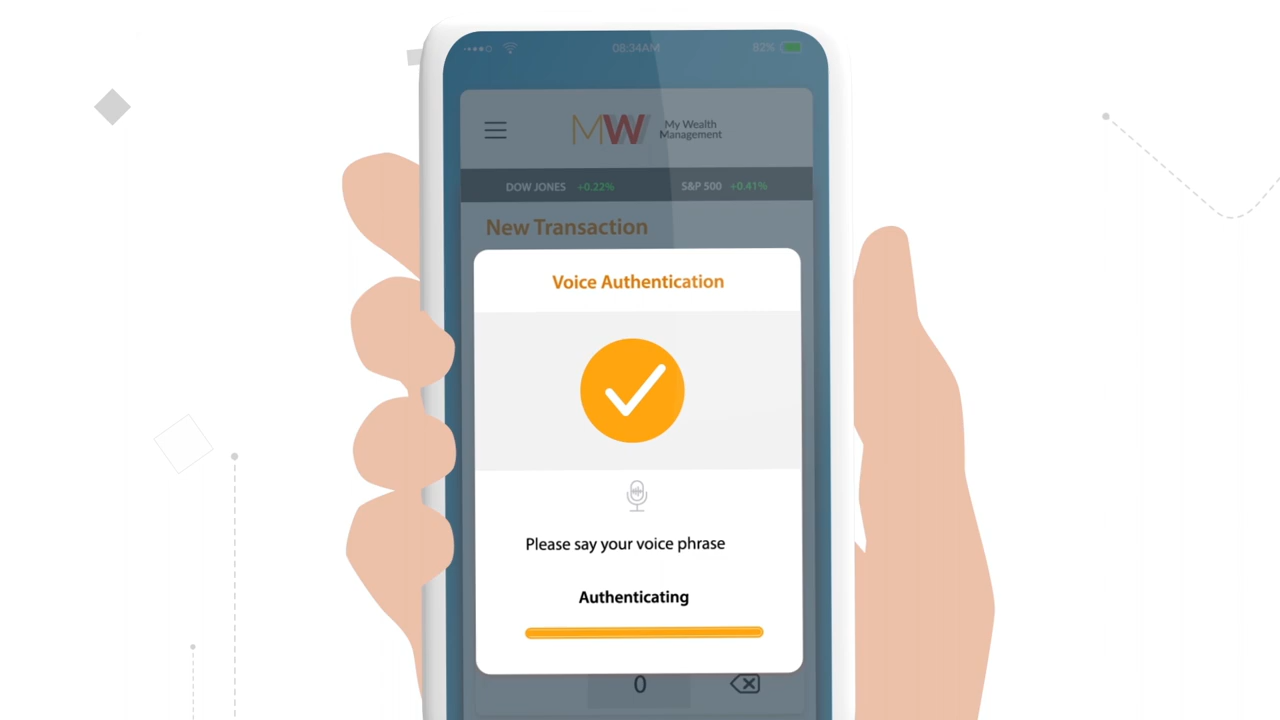 08:34AM
82%
MW
My Wealth
Management
DOW JONES +0.22% S&P 500 +0.41%
New Transaction
Voice Authentication
Please say your voice phrase
Authenticating
0